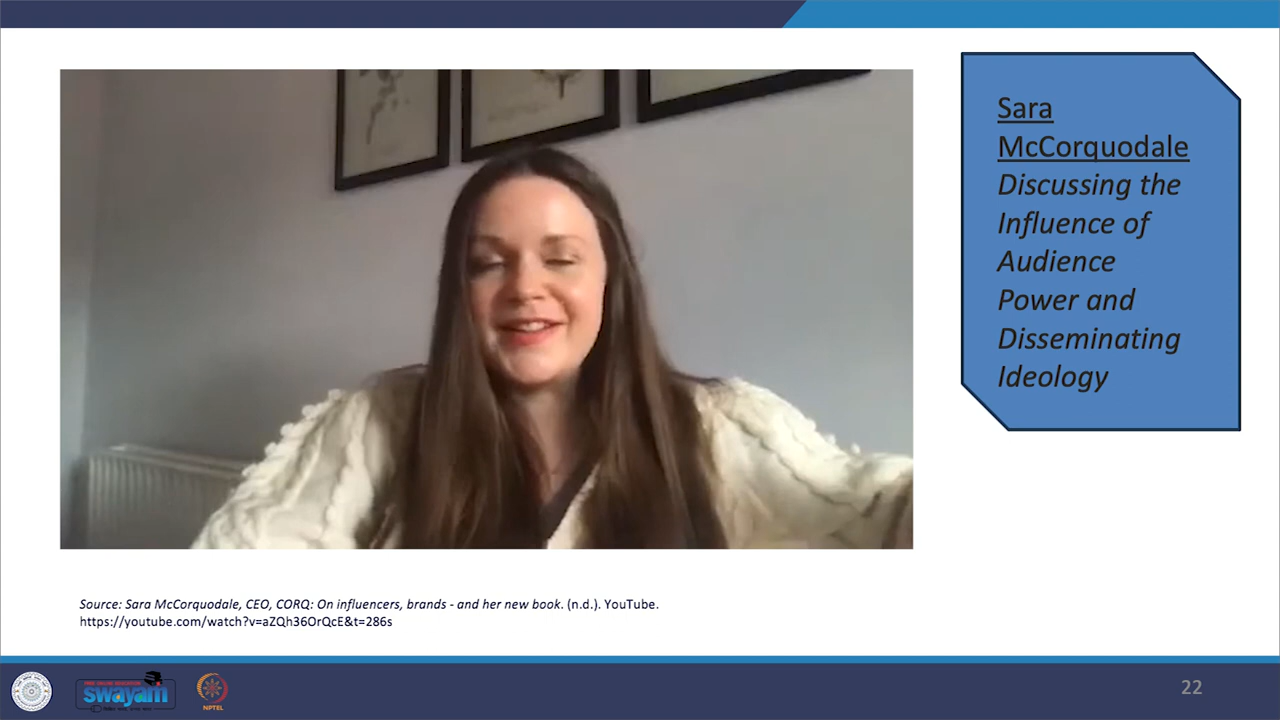 Sara
McCorquodale
Discussing the
Influence of
Audience
Power and
Disseminating
Ideology
Source: Sara McCorquodale, CEO, CORQ: On influencers, brands - and her new book. (n.d.). YouTube.
https://youtube.com/watch?v=aZQh36OrQcE&t=286s
swayam
NPTEL
22